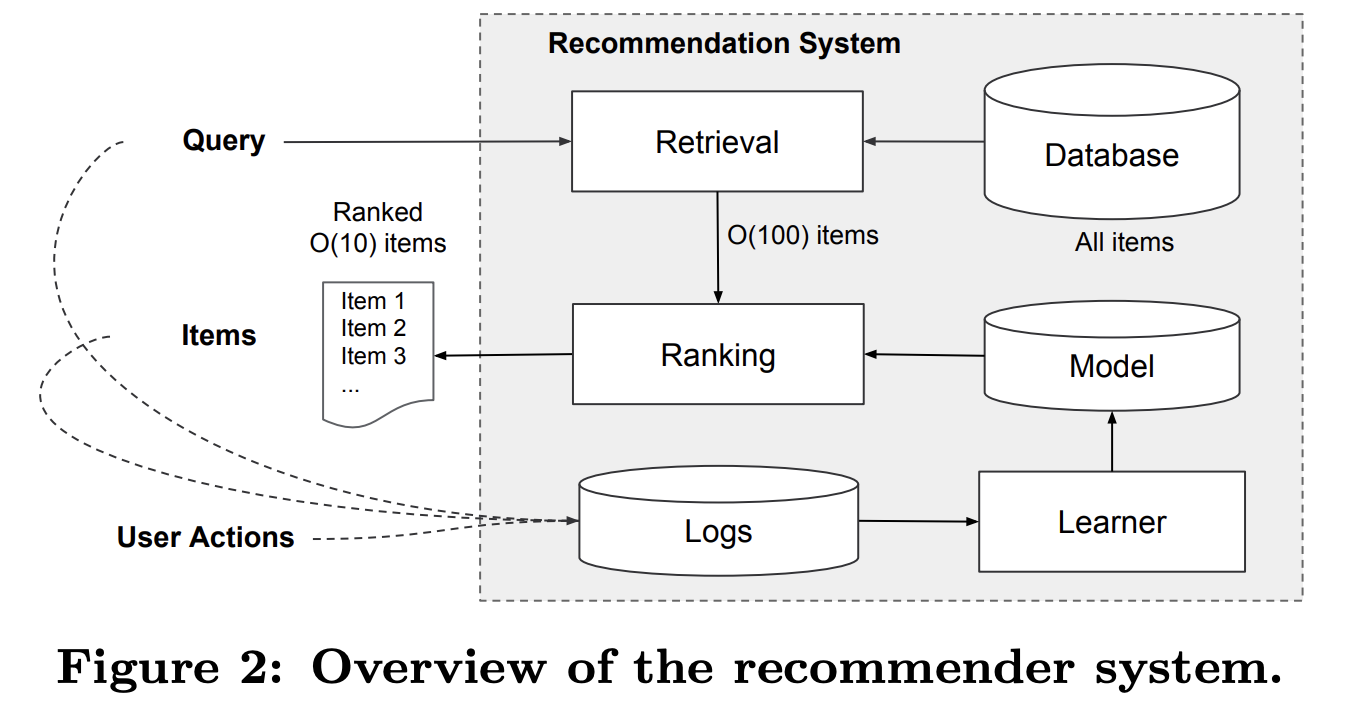 Recommendation System
Query
Retrieval
Database
Ranked
O(10) items
O(100) items
All items
Item 1
Item 2
Item 3
...
Items
Ranking
Model
User Actions
Logs
Learner
Figure 2: Overview of the recommender system.